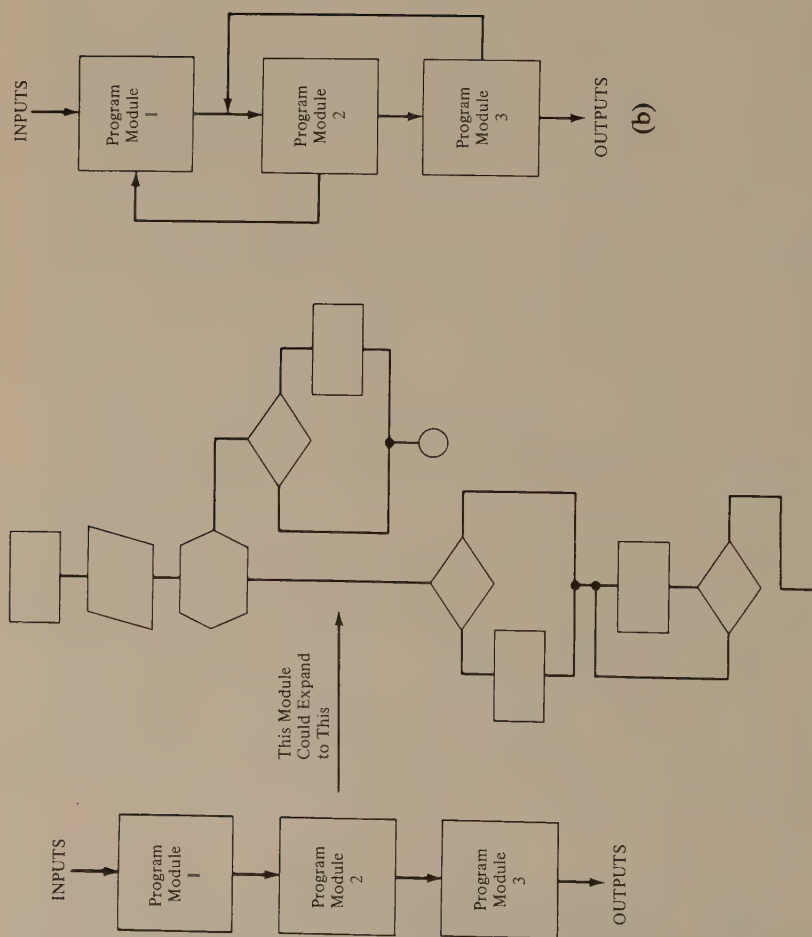 INPUTS
Program
Module
1
Program
Module
2
Program
Module
3
OUTPUTS
This Module
Could Expand
to This
INPUTS
Program
Module
1
Program
Module
2
Program
Module
3
OUTPUTS
(b)